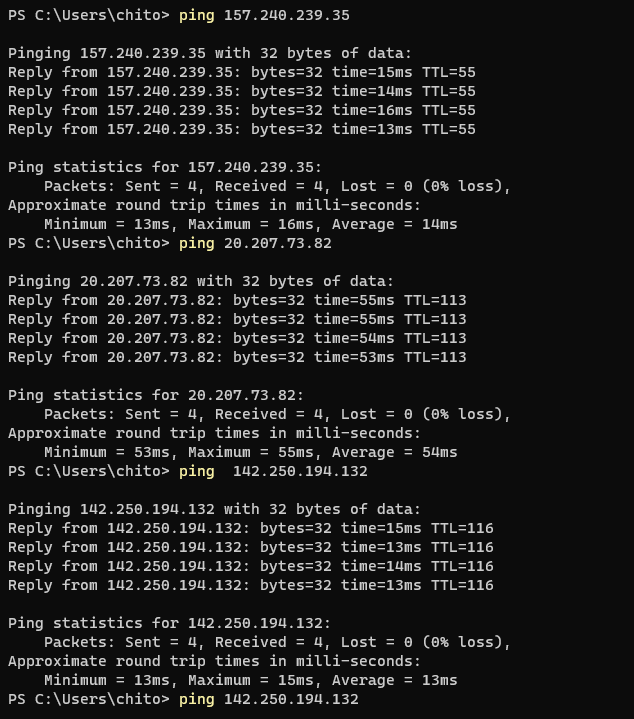 PS C:\Users\chito> ping 157.240.239.35
Pinging 157.240.239.35 with 32 bytes of data:
Reply from 157.240.239.35: bytes=32 time=15ms TTL=55
Reply from 157.240.239.35: bytes=32 time=14ms TTL=55
Reply from 157.240.239.35: bytes=32 time=16ms TTL=55
Reply from 157.240.239.35: bytes=32 time=13ms TTL=55
Ping statistics for 157.240.239.35:
    Packets: Sent = 4, Received = 4, Lost = 0 (0% loss),
Approximate round trip times in milli-seconds:
    Minimum = 13ms, Maximum = 16ms, Average = 14ms
PS C:\Users\chito> ping 20.207.73.82
Pinging 20.207.73.82 with 32 bytes of data:
Reply from 20.207.73.82: bytes=32 time=55ms TTL=113
Reply from 20.207.73.82: bytes=32 time=55ms TTL=113
Reply from 20.207.73.82: bytes=32 time=54ms TTL=113
Reply from 20.207.73.82: bytes=32 time=53ms TTL=113
Ping statistics for 20.207.73.82:
    Packets: Sent = 4, Received = 4, Lost = 0 (0% loss),
Approximate round trip times in milli-seconds:
    Minimum = 53ms, Maximum = 55ms, Average = 54ms
PS C:\Users\chito> ping  142.250.194.132
Pinging 142.250.194.132 with 32 bytes of data:
Reply from 142.250.194.132: bytes=32 time=15ms TTL=116
Reply from 142.250.194.132: bytes=32 time=13ms TTL=116
Reply from 142.250.194.132: bytes=32 time=14ms TTL=116
Reply from 142.250.194.132: bytes=32 time=13ms TTL=116
Ping statistics for 142.250.194.132:
    Packets: Sent = 4, Received = 4, Lost = 0 (0% loss),
Approximate round trip times in milli-seconds:
    Minimum = 13ms, Maximum = 15ms, Average = 13ms
PS C:\Users\chito> ping 142.250.194.132